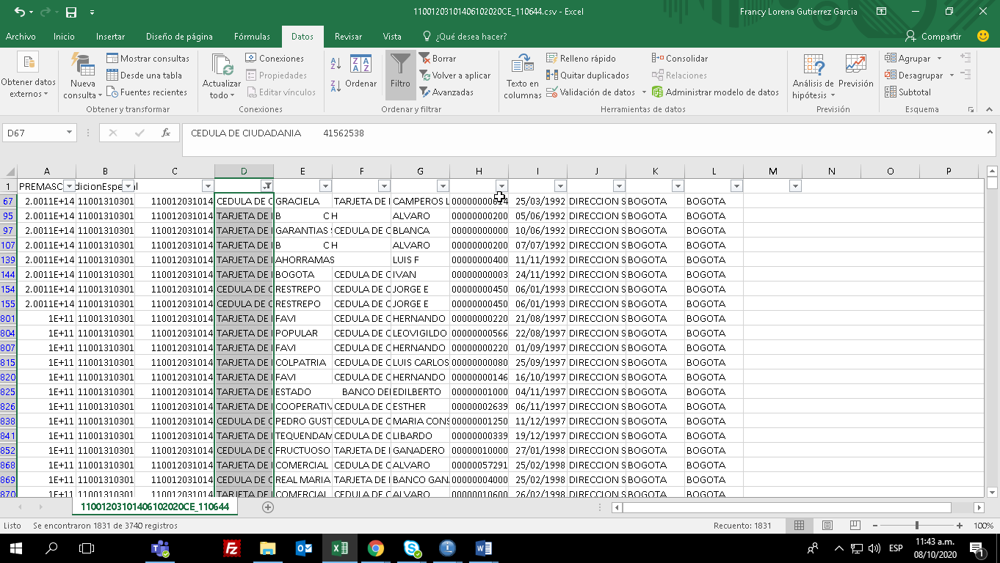 11001203101406102020CE_110644.csv - Excel
Francy Lorena Gutierrez Garcia
Archivo Inicio Insertar Diseño de página Fórmulas Datos Revisar Vista ¿Qué desea hacer? Compartir
Obtener datos externos
Nueva consulta
Mostrar consultas
Desde una tabla
Fuentes recientes
Obtener y transformar
Actualizar todo
Conexiones
Propiedades
Editar vínculos
Conexiones
Ordenar
Filtro
Borrar
Volver a aplicar
Avanzadas
Ordenar y filtrar
Texto en columnas
Relleno rápido
Quitar duplicados
Validación de datos
Consolidar
Relaciones
Administrar modelo de datos
Herramientas de datos
Análisis de hipótesis
Previsión
Previsión
Agrupar
Desagrupar
Subtotal
Esquema
D67 fx CEDULA DE CIUDADANIA 41562538
A B C D E F G H I J K L M N O P
1 PREMASC dicionEspe al
67 2.0011E+14 11001310301 110012031014 CEDULA DE C GRACIELA TARJETA DE I CAMPEROS L 25/03/1992 DIRECCION S BOGOTA BOGOTA
95 2.0011E+14 11001310301 110012031014 TARJETA DE I B C H ALVARO 00000000200 05/06/1992 DIRECCION S BOGOTA BOGOTA
97 2.0011E+14 11001310301 110012031014 TARJETA DE I GARANTIAS S CEDULA DE C BLANCA 00000000000 10/06/1992 DIRECCION S BOGOTA BOGOTA
107 2.0011E+14 11001310301 110012031014 TARJETA DE I B C H ALVARO 00000000200 07/07/1992 DIRECCION S BOGOTA BOGOTA
139 2.0011E+14 11001310301 110012031014 TARJETA DE I AHORRAMAS LUIS F 00000000400 11/11/1992 DIRECCION S BOGOTA BOGOTA
144 2.0011E+14 11001310301 110012031014 TARJETA DE I BOGOTA CEDULA DE C IVAN 00000000003 24/11/1992 DIRECCION S BOGOTA BOGOTA
154 2.0011E+14 11001310301 110012031014 CEDULA DE C RESTREPO CEDULA DE C JORGE E 00000000450 06/01/1993 DIRECCION S BOGOTA BOGOTA
155 2.0011E+14 11001310301 110012031014 CEDULA DE C RESTREPO CEDULA DE C JORGE E 00000000450 06/01/1993 DIRECCION S BOGOTA BOGOTA
801 1E+11 11001310301 110012031014 TARJETA DE I FAVI CEDULA DE C HERNANDO 00000000220 21/08/1997 DIRECCION S BOGOTA BOGOTA
804 1E+11 11001310301 110012031014 TARJETA DE I POPULAR CEDULA DE C LEOVIGILDO 00000000566 22/08/1997 DIRECCION S BOGOTA BOGOTA
807 1E+11 11001310301 110012031014 TARJETA DE I FAVI CEDULA DE C HERNANDO 00000000220 01/09/1997 DIRECCION S BOGOTA BOGOTA
815 1E+11 11001310301 110012031014 TARJETA DE I COLPATRIA CEDULA DE C LUIS CARLOS 00000000080 25/09/1997 DIRECCION S BOGOTA BOGOTA
820 1E+11 11001310301 110012031014 TARJETA DE I FAVI CEDULA DE C HERNANDO 00000000146 16/10/1997 DIRECCION S BOGOTA BOGOTA
825 1E+11 11001310301 110012031014 TARJETA DE I ESTADO BANCO DEI EDILBERTO 00000001000 04/11/1997 DIRECCION S BOGOTA BOGOTA
826 1E+11 11001310301 110012031014 TARJETA DE I COOPERATIV CEDULA DE C ESTHER 00000002639 06/11/1997 DIRECCION S BOGOTA BOGOTA
838 1E+11 11001310301 110012031014 CEDULA DE C PEDRO GUST CEDULA DE C MARIA CONS 00000001250 11/12/1997 DIRECCION S BOGOTA BOGOTA
841 1E+11 11001310301 110012031014 TARJETA DE I TEQUENDAM CEDULA DE C LIBARDO 00000000339 19/12/1997 DIRECCION S BOGOTA BOGOTA
852 1E+11 11001310301 110012031014 CEDULA DE C FRUCTUOSO TARJETA DE I GANADERO 00000010000 27/01/1998 DIRECCION S BOGOTA BOGOTA
868 1E+11 11001310301 110012031014 TARJETA DE I COMERCIAL CEDULA DE C ALVARO 00000057291 25/02/1998 DIRECCION S BOGOTA BOGOTA
869 1E+11 11001310301 110012031014 CEDULA DE C REAL MARIA TARJETA DE I BANCO GANA 00000004000 25/02/1998 DIRECCION S BOGOTA BOGOTA
870 1E+11 11001310301 110012031014 TARJETA DE I COMERCIAL CEDULA DE C ALVARO 00000010600 26/02/1998 DIRECCION S BOGOTA BOGOTA
11001203101406102020CE_110644
Listo Se encontraron 1831 de 3740 registros Recuento: 1831 100%
ESP 11:43 a.m.
08/10/2020
1